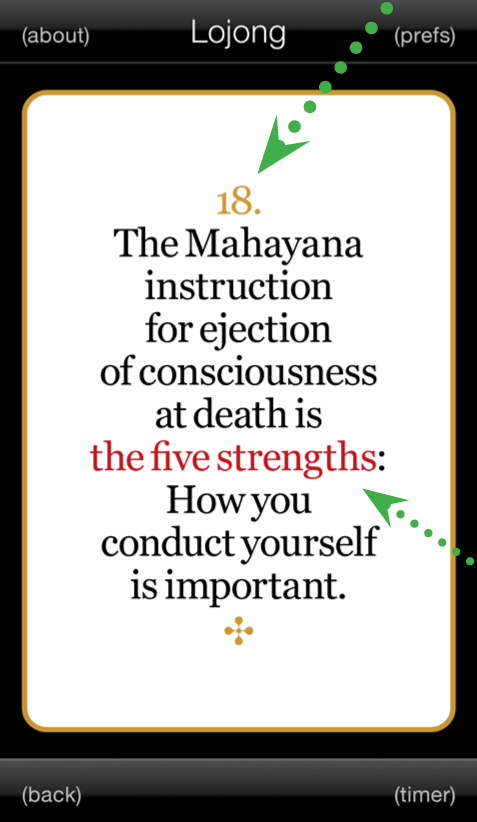 (about) Lojong (prefs)
18.
The Mahayana
instruction
for ejection
of consciousness
at death is
the five strengths:
How you
conduct yourself
is important.
(back) (timer)